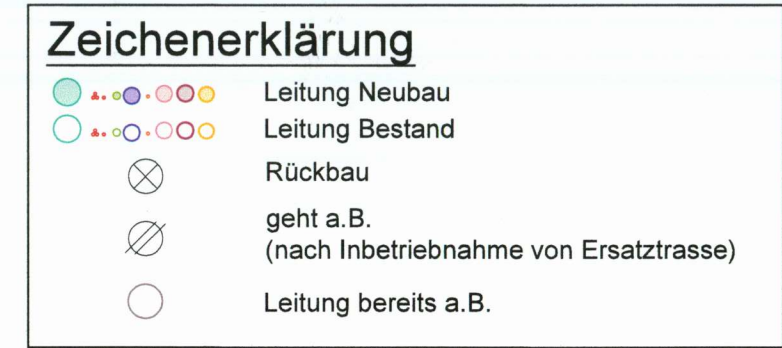 Zeichenerklärung
Leitung Neubau
Leitung Bestand
Rückbau
geht a.B.
(nach Inbetriebnahme von Ersatztrasse)
Leitung bereits a.B.